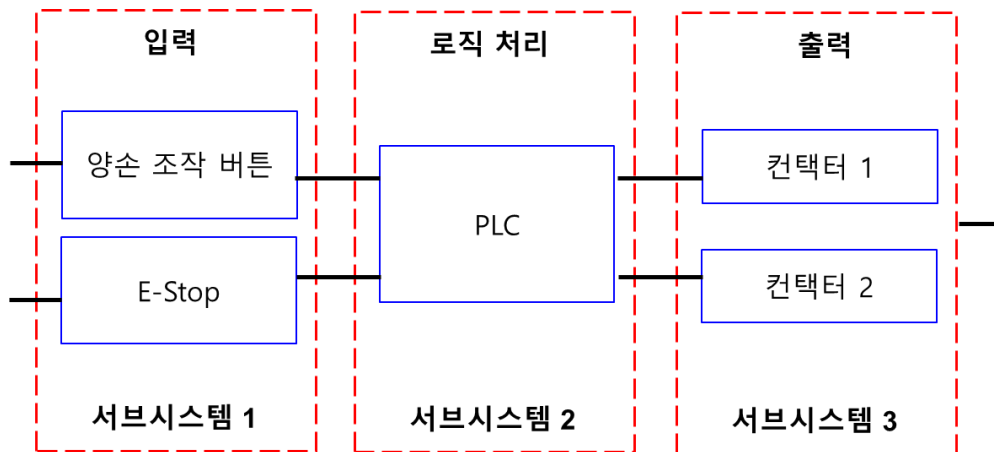 입력
로직 처리
출력
양손 조작 버튼
E-Stop
PLC
컨택터 1
컨택터 2
서브시스템 1
서브시스템 2
서브시스템 3